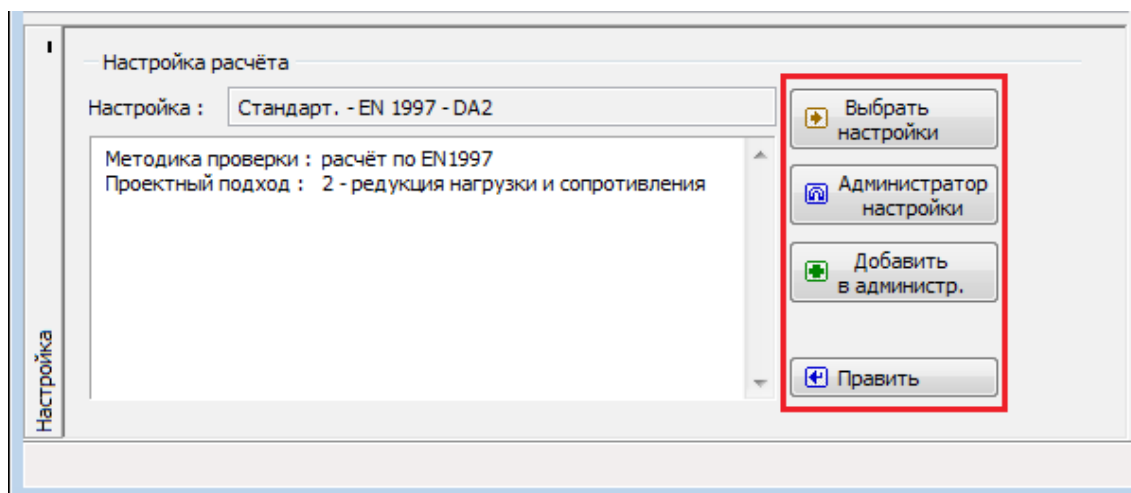 Настройка расчёта
Настройка : Стандарт. - EN 1997 - DA2
Методика проверки : расчёт по EN1997
Проектный подход : 2 - редукция нагрузки и сопротивления
Выбрать
настройки
Администратор
настройки
Добавить
в администр.
Править
Настройка